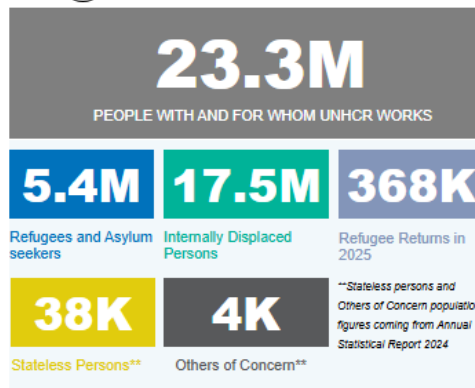 23.3M
PEOPLE WITH AND FOR WHOM UNHCR WORKS
5.4M
Refugees and Asylum
seekers
17.5M
Internally Displaced
Persons
368K
Refugee Returns in
2025
38K
Stateless Persons**
4K
Others of Concern**
**Stateless persons and
Others of Concern populatio
figures coming from Annual
Statistical Report 2024